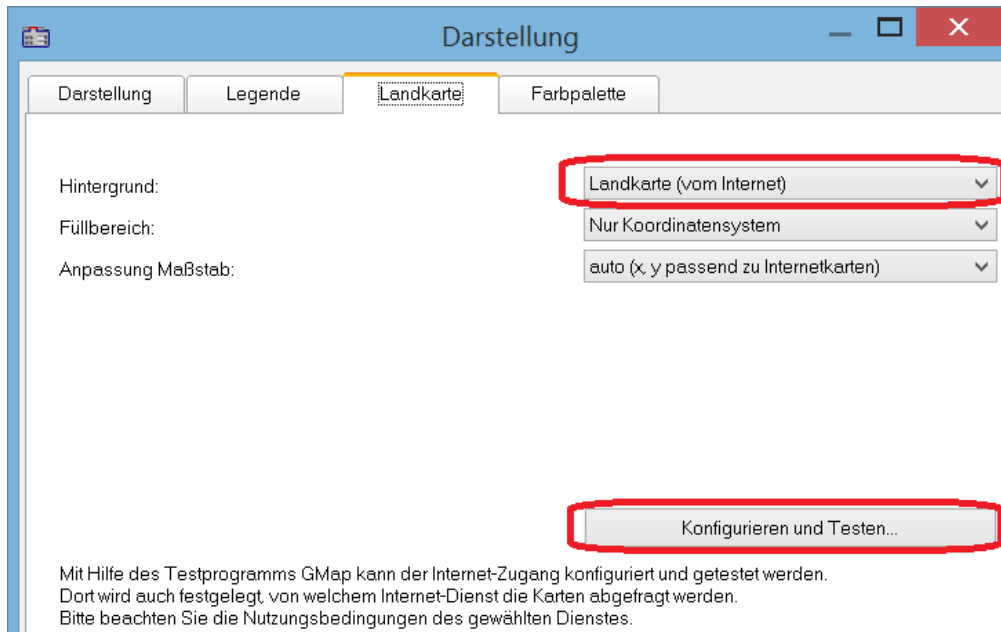 Darstellung
Darstellung Legende Landkarte Farbpalette
Hintergrund: Landkarte (vom Internet)
Füllbereich: Nur Koordinatensystem
Anpassung Maßstab: auto (x, y passend zu Internetkarten)
Konfigurieren und Testen...
Mit Hilfe des Testprogramms GMap kann der Internet-Zugang konfiguriert und getestet werden.
Dort wird auch festgelegt, von welchem Internet-Dienst die Karten abgefragt werden.
Bitte beachten Sie die Nutzungsbedingungen des gewählten Dienstes.